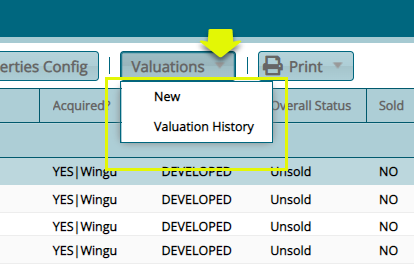 erties Config | Valuations | Print
New
Valuation History
Acquired? Overall Status Sold
YES|Wingu DEVELOPED Unsold NO
YES|Wingu DEVELOPED Unsold NO
YES|Wingu DEVELOPED Unsold NO
YES|Wingu DEVELOPED Unsold NO